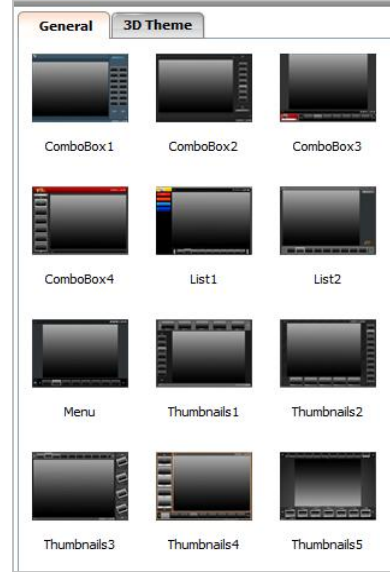 General 3D Theme
ComboBox1 ComboBox2 ComboBox3
ComboBox4 List1 List2
Menu Thumbnails1 Thumbnails2
Thumbnails3 Thumbnails4 Thumbnails5